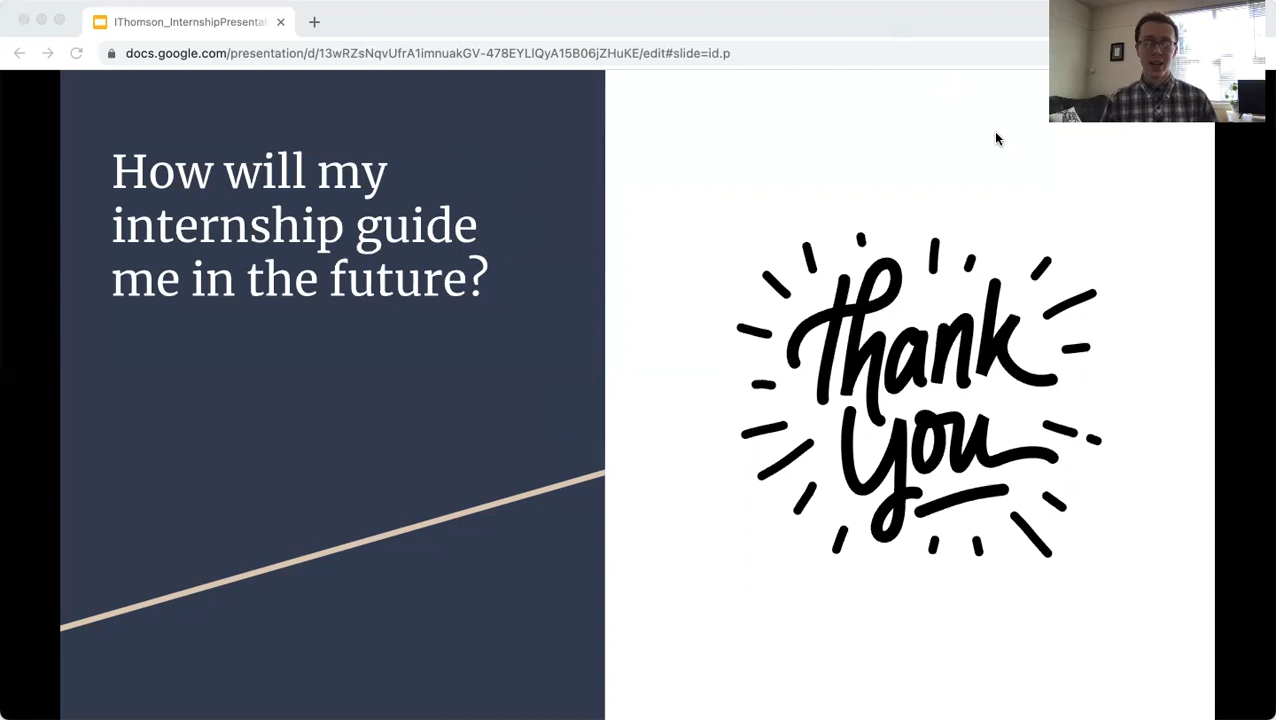 IThomson_InternshipPresentat
docs.google.com/presentation/d/13wRZsNqvUfrA1imnuakGV-478EYLlQyA15B06jZHuKE/edit#slide=id.p
How will my
internship guide
me in the future?
Thank
you